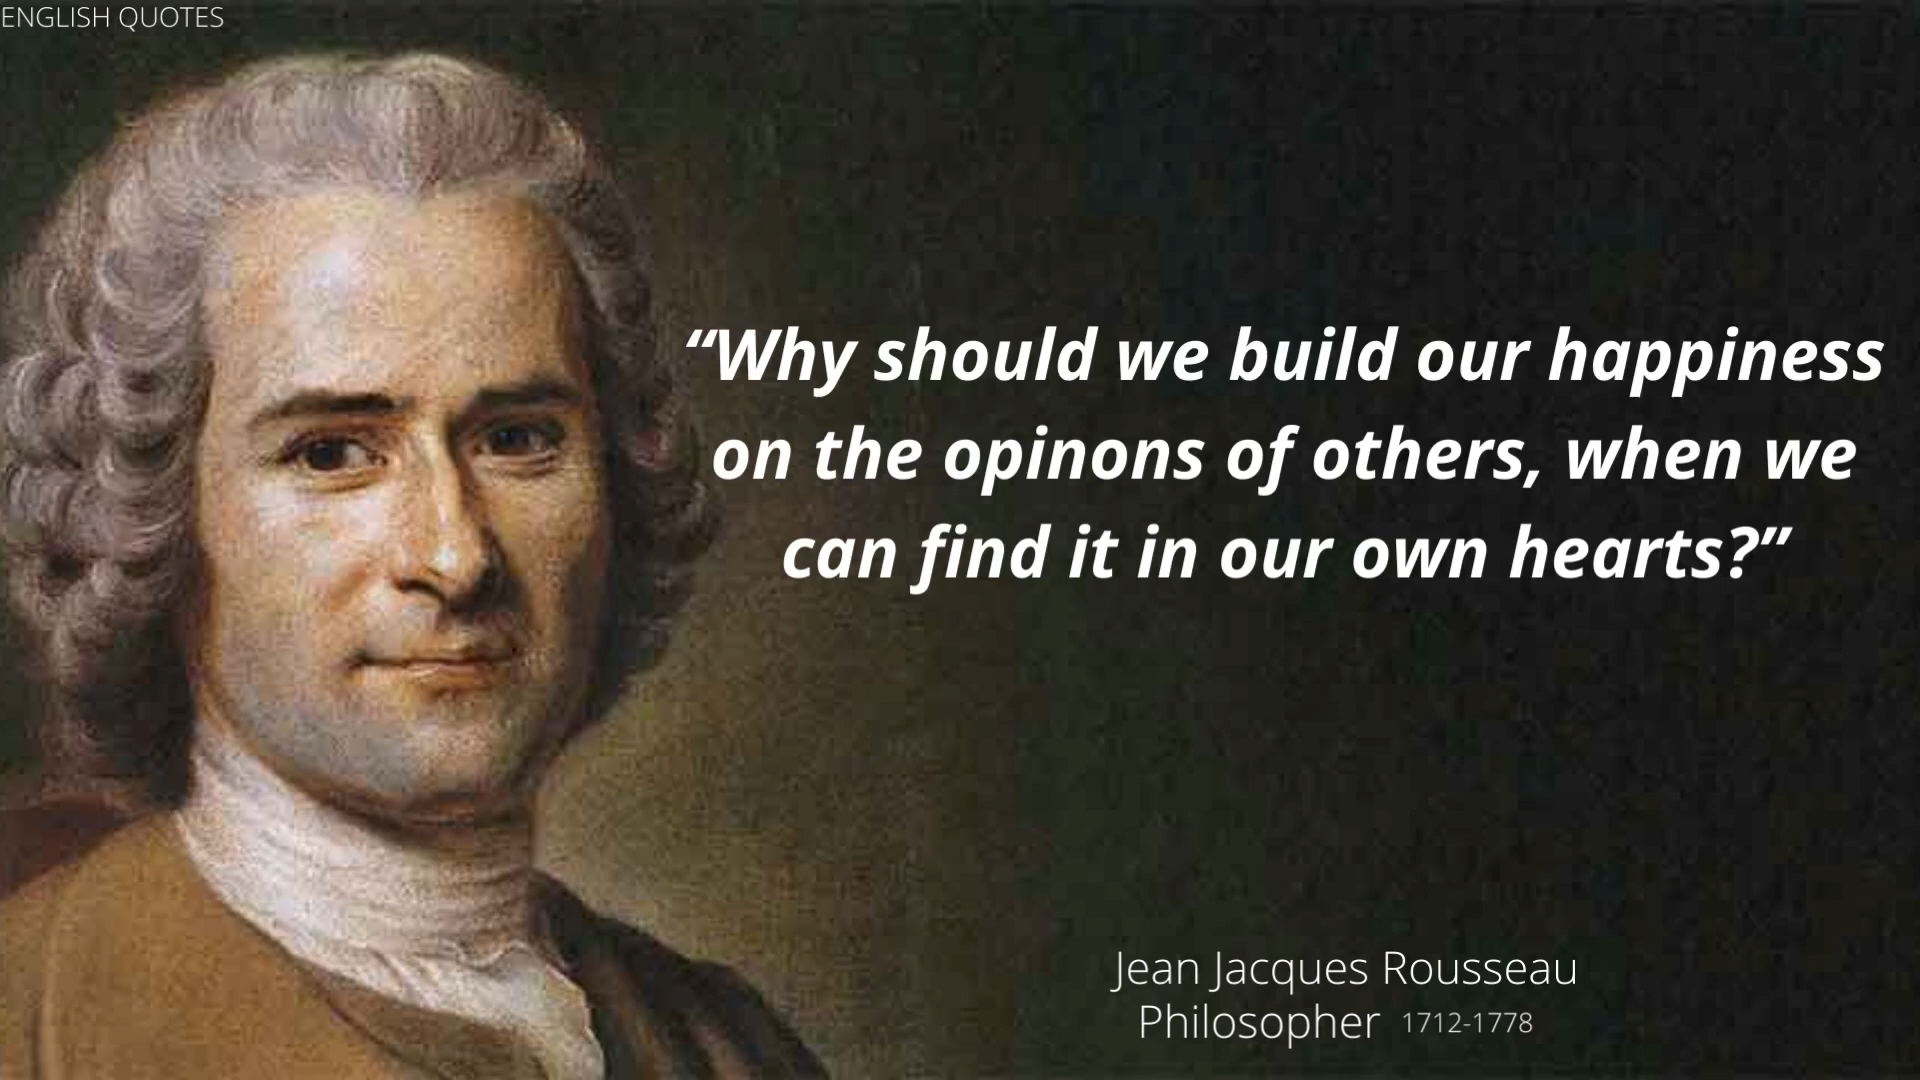 ENGLISH QUOTES
“Why should we build our happiness
on the opinons of others, when we
can find it in our own hearts?”
Jean Jacques Rousseau
Philosopher 1712-1778